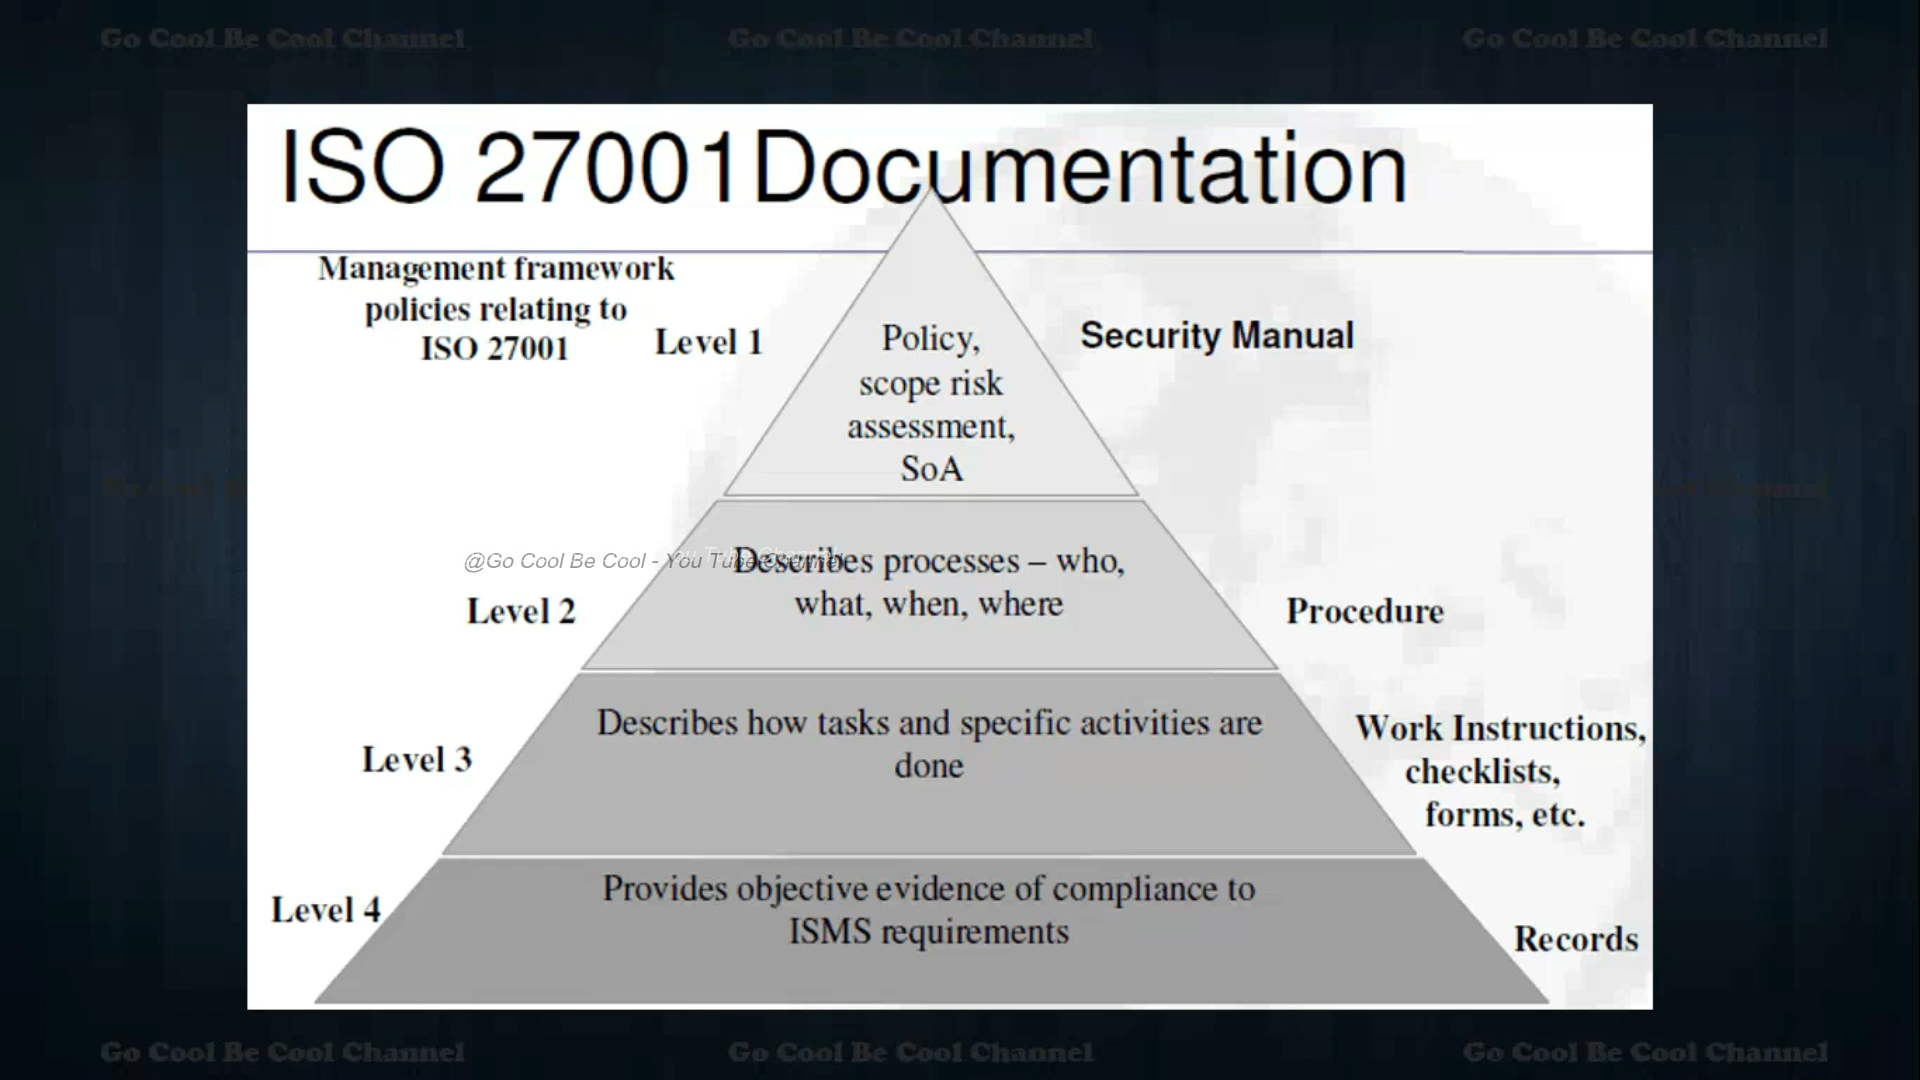 Go Cool Be Cool Channel
Go Cool Be Cool Channel
Go Cool Be Cool Channel
ISO 27001Documentation
Management framework
policies relating to
ISO 27001
Level 1
Policy,
scope risk
assessment,
SoA
Security Manual
@Go Cool Be Cool - You Tube Channel
Level 2
Describes processes – who,
what, when, where
Procedure
Level 3
Describes how tasks and specific activities are
done
Work Instructions,
checklists,
forms, etc.
Level 4
Provides objective evidence of compliance to
ISMS requirements
Records
Go Cool Be Cool Channel
Go Cool Be Cool Channel
Go Cool Be Cool Channel